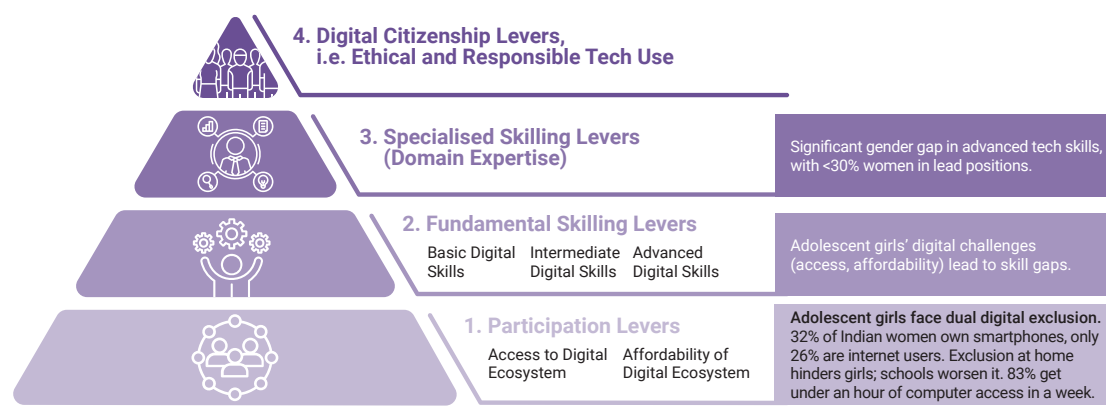 4. Digital Citizenship Levers,
i.e. Ethical and Responsible Tech Use
3. Specialised Skilling Levers
(Domain Expertise)
Significant gender gap in advanced tech skills,
with <30% women in lead positions.
2. Fundamental Skilling Levers
Basic Digital
Skills
Intermediate
Digital Skills
Advanced
Digital Skills
Adolescent girls’ digital challenges
(access, affordability) lead to skill gaps.
1. Participation Levers
Access to Digital
Ecosystem
Affordability of
Digital Ecosystem
Adolescent girls face dual digital exclusion.
32% of Indian women own smartphones, only
26% are internet users. Exclusion at home
hinders girls; schools worsen it. 83% get
under an hour of computer access in a week.